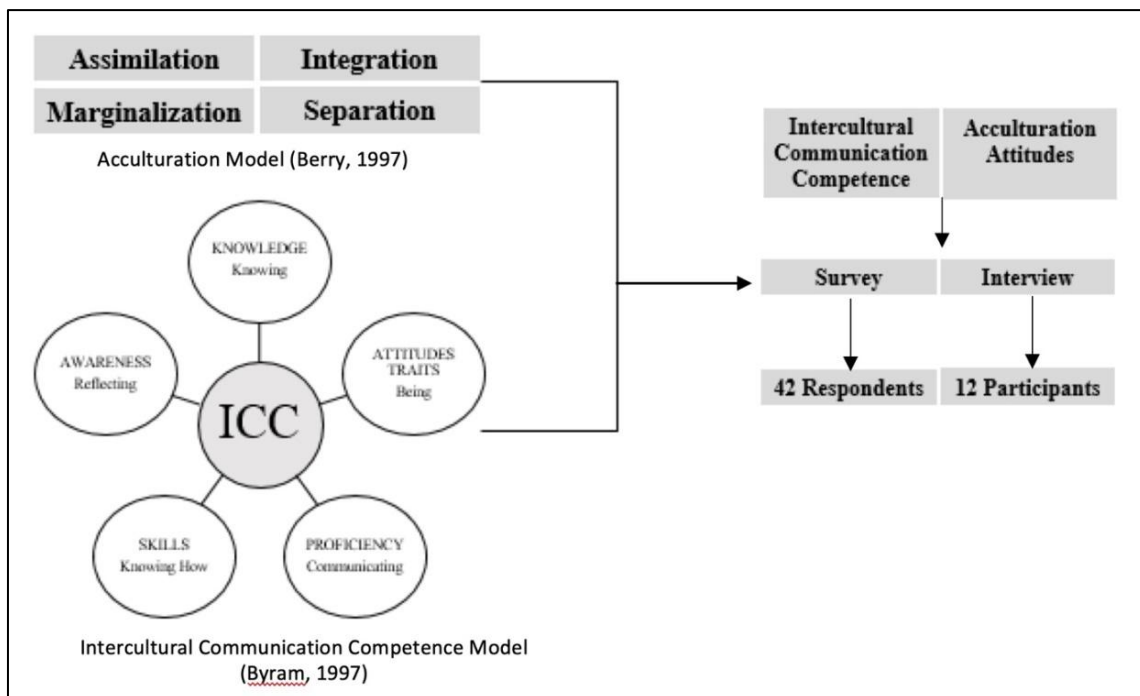 Assimilation
Integration
Marginalization
Separation
Acculturation Model (Berry, 1997)
KNOWLEDGE
Knowing
AWARENESS
Reflecting
ATTITUDES
TRAITS
Being
ICC
SKILLS
Knowing How
PROFICIENCY
Communicating
Intercultural Communication Competence Model
(Byram, 1997)
Intercultural
Communication
Competence
Acculturation
Attitudes
Survey
Interview
42 Respondents
12 Participants